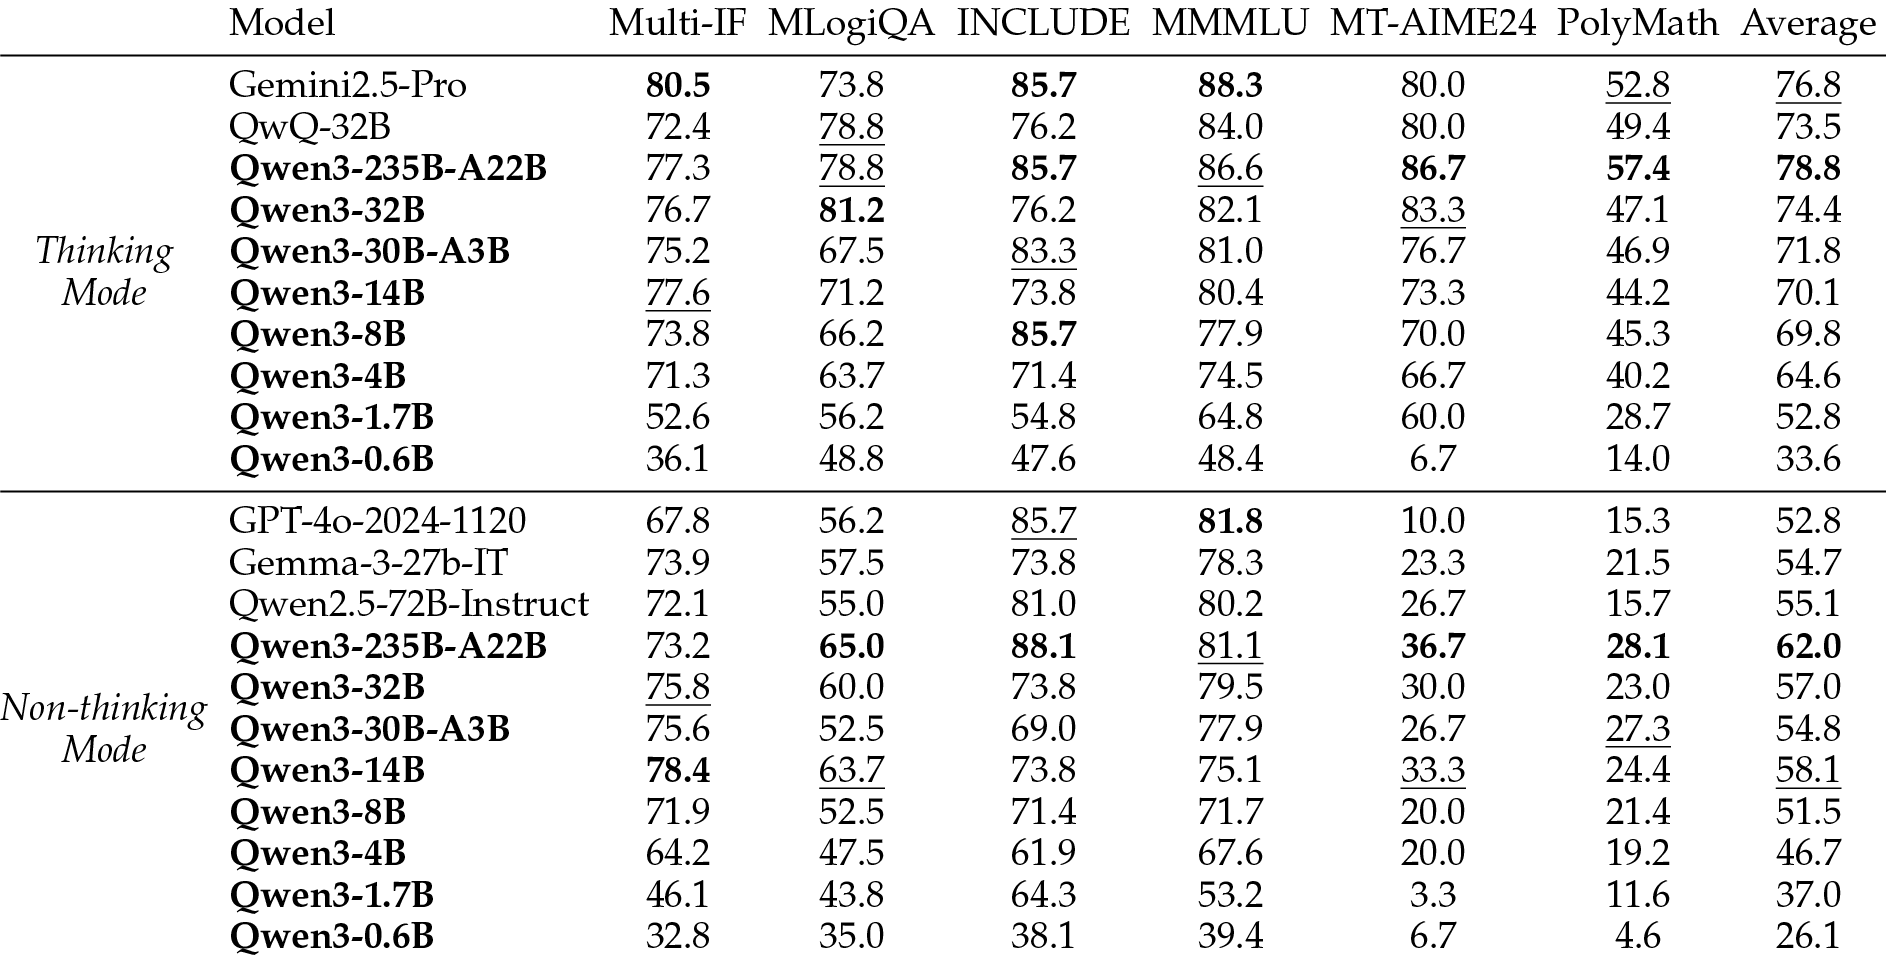 Model Multi-IF MLogiQA INCLUDE MMMLU MT-AIME24 PolyMath Average
Gemini2.5-Pro 80.5 73.8 85.7 88.3 80.0 52.8 76.8
QwQ-32B 72.4 78.8 76.2 84.0 80.0 49.4 73.5
Qwen3-235B-A22B 77.3 78.8 85.7 86.6 86.7 57.4 78.8
Qwen3-32B 76.7 81.2 76.2 82.1 83.3 47.1 74.4
Thinking
Mode
Qwen3-30B-A3B 75.2 67.5 83.3 81.0 76.7 46.9 71.8
Qwen3-14B 77.6 71.2 73.8 80.4 73.3 44.2 70.1
Qwen3-8B 73.8 66.2 85.7 77.9 70.0 45.3 69.8
Qwen3-4B 71.3 63.7 71.4 74.5 66.7 40.2 64.6
Qwen3-1.7B 52.6 56.2 54.8 64.8 60.0 28.7 52.8
Qwen3-0.6B 36.1 48.8 47.6 48.4 6.7 14.0 33.6
GPT-4o-2024-1120 67.8 56.2 85.7 81.8 10.0 15.3 52.8
Gemma-3-27b-IT 73.9 57.5 73.8 78.3 23.3 21.5 54.7
Qwen2.5-72B-Instruct 72.1 55.0 81.0 80.2 26.7 15.7 55.1
Qwen3-235B-A22B 73.2 65.0 88.1 81.1 36.7 28.1 62.0
Qwen3-32B 75.8 60.0 73.8 79.5 30.0 23.0 57.0
Non-thinking
Mode
Qwen3-30B-A3B 75.6 52.5 69.0 77.9 26.7 27.3 54.8
Qwen3-14B 78.4 63.7 73.8 75.1 33.3 24.4 58.1
Qwen3-8B 71.9 52.5 71.4 71.7 20.0 21.4 51.5
Qwen3-4B 64.2 47.5 61.9 67.6 20.0 19.2 46.7
Qwen3-1.7B 46.1 43.8 64.3 53.2 3.3 11.6 37.0
Qwen3-0.6B 32.8 35.0 38.1 39.4 6.7 4.6 26.1